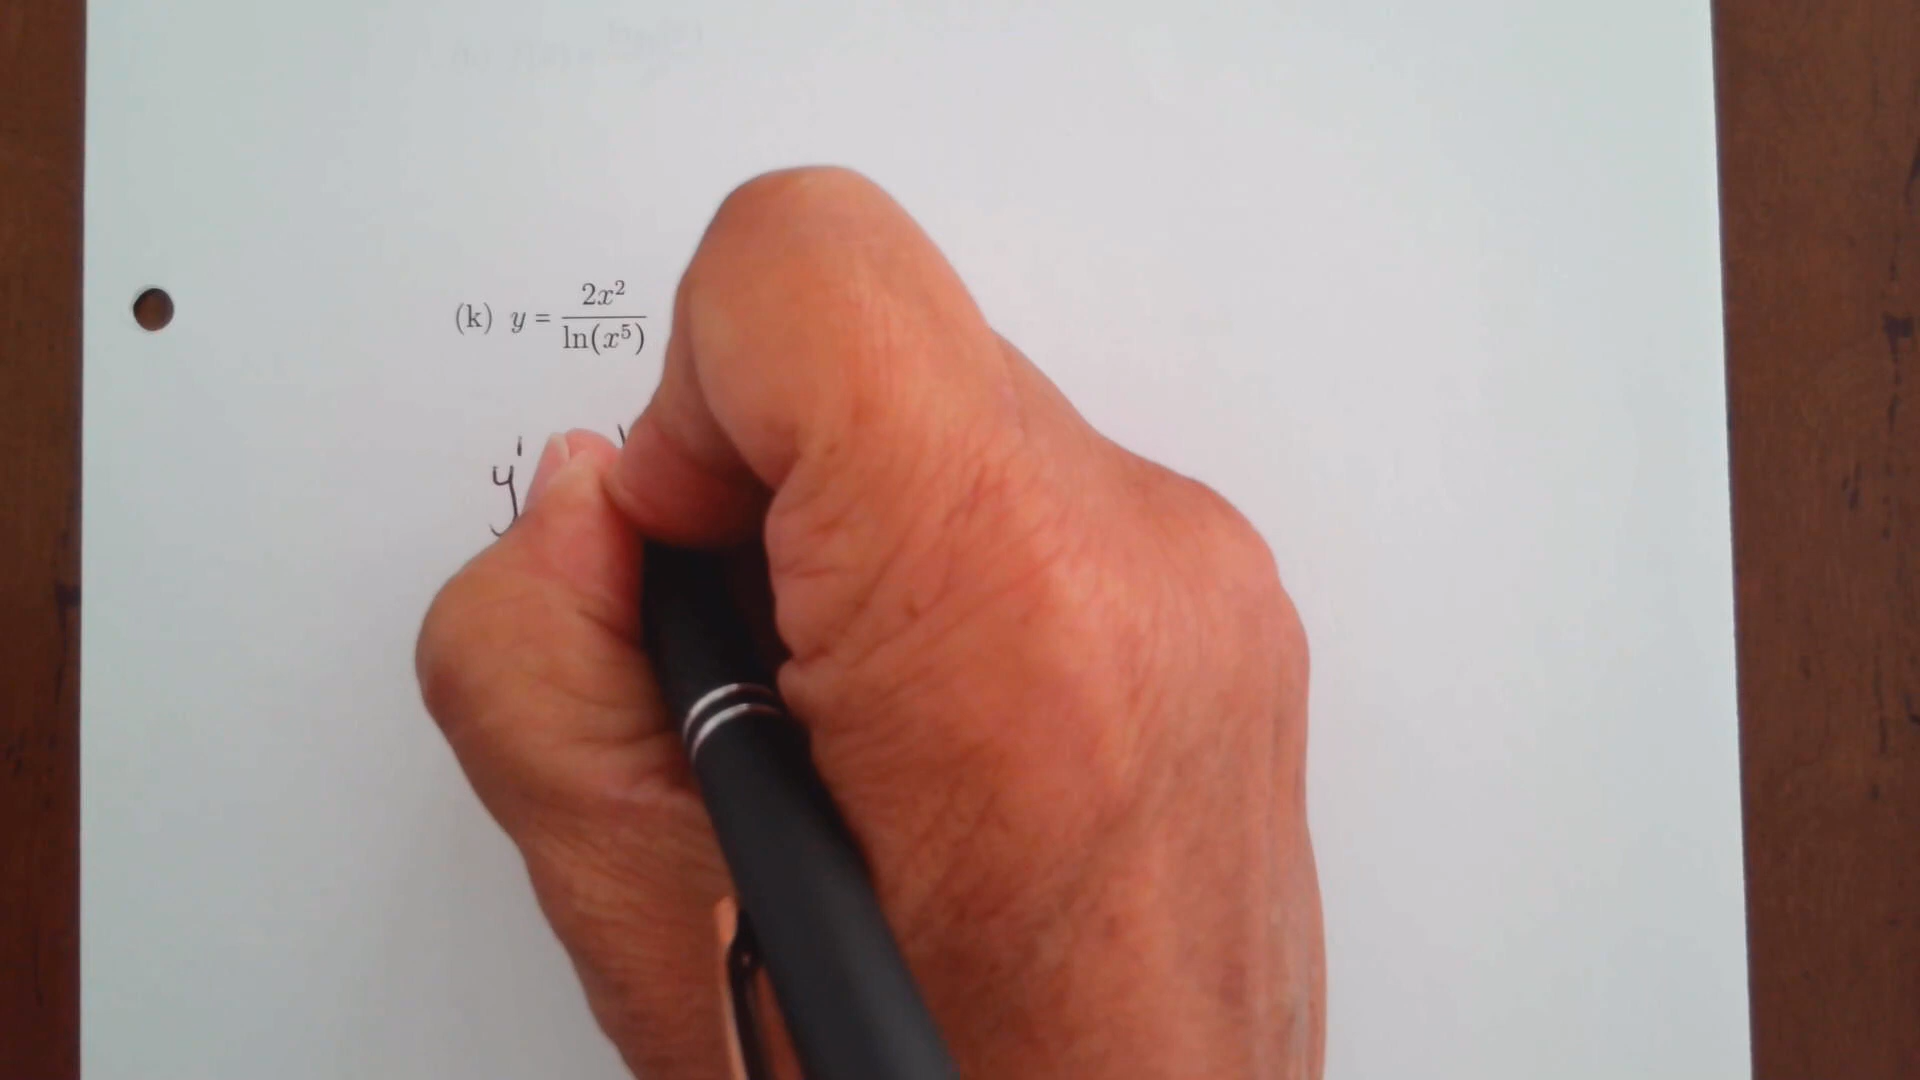 (k) y = 2x² / ln(x⁵)
y'